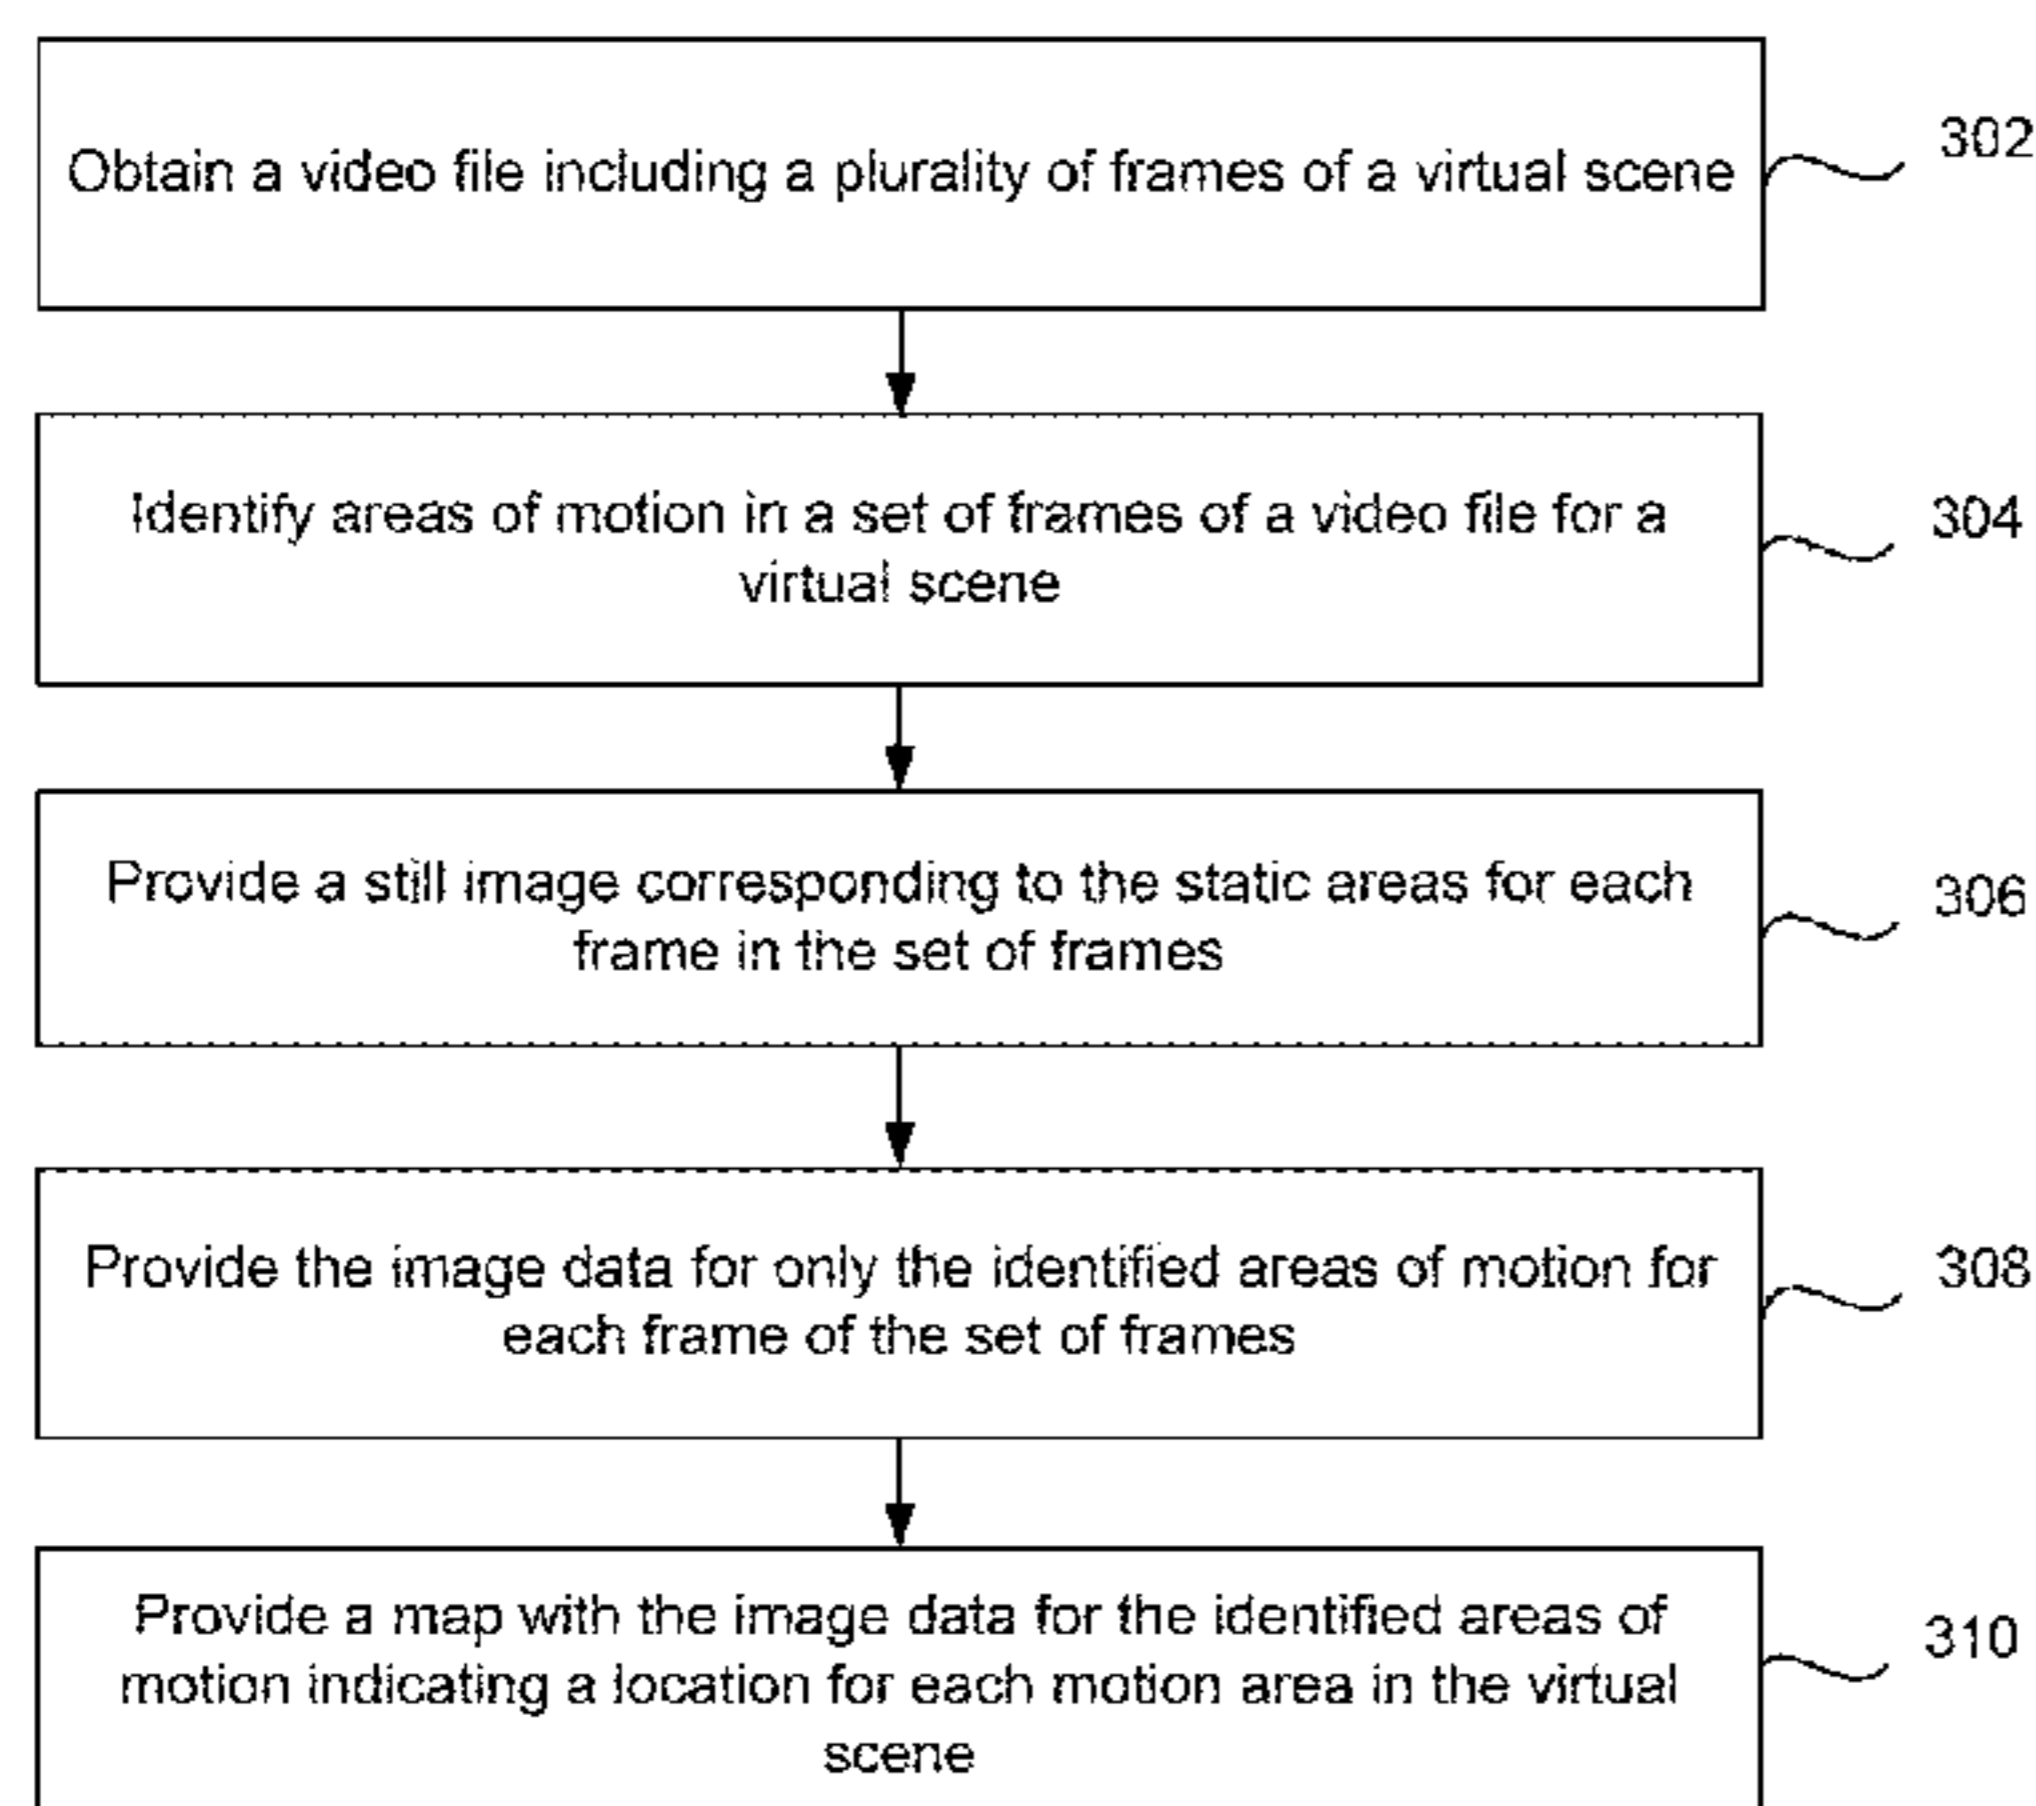 Obtain a video file including a plurality of frames of a virtual scene
302
Identify areas of motion in a set of frames of a video file for a
virtual scene
304
Provide a still image corresponding to the static areas for each
frame in the set of frames
306
Provide the image data for only the identified areas of motion for
each frame of the set of frames
308
Provide a map with the image data for the identified areas of
motion indicating a location for each motion area in the virtual
scene
310